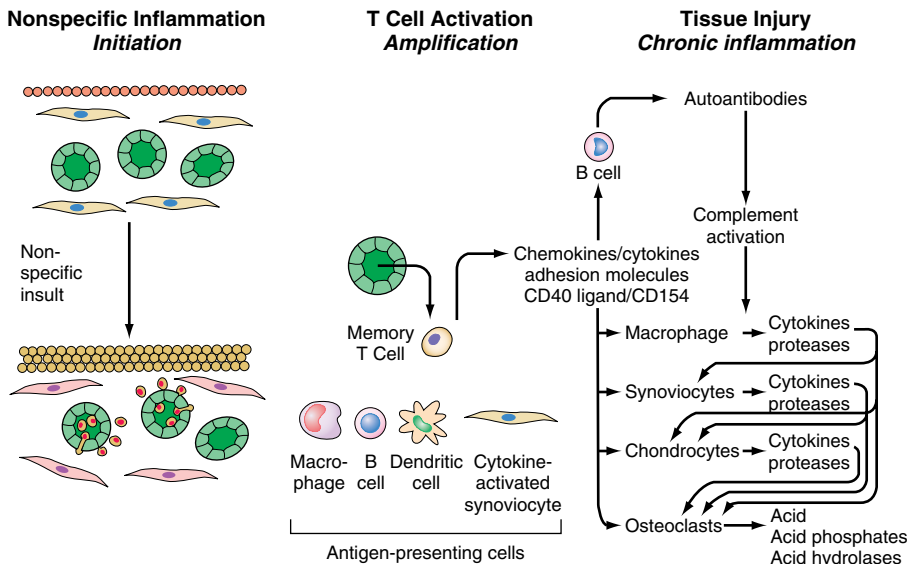 Nonspecific Inflammation
Initiation
Non-
specific
insult
T Cell Activation
Amplification
Memory
T Cell
Macro-
phage
B
cell
Dendritic
cell
Cytokine-
activated
synoviocyte
Antigen-presenting cells
Tissue Injury
Chronic inflammation
Autoantibodies
B cell
Complement
activation
Chemokines/cytokines
adhesion molecules
CD40 ligand/CD154
Macrophage
Cytokines
proteases
Synoviocytes
Cytokines
proteases
Chondrocytes
Cytokines
proteases
Osteoclasts
Acid
Acid phosphates
Acid hydrolases